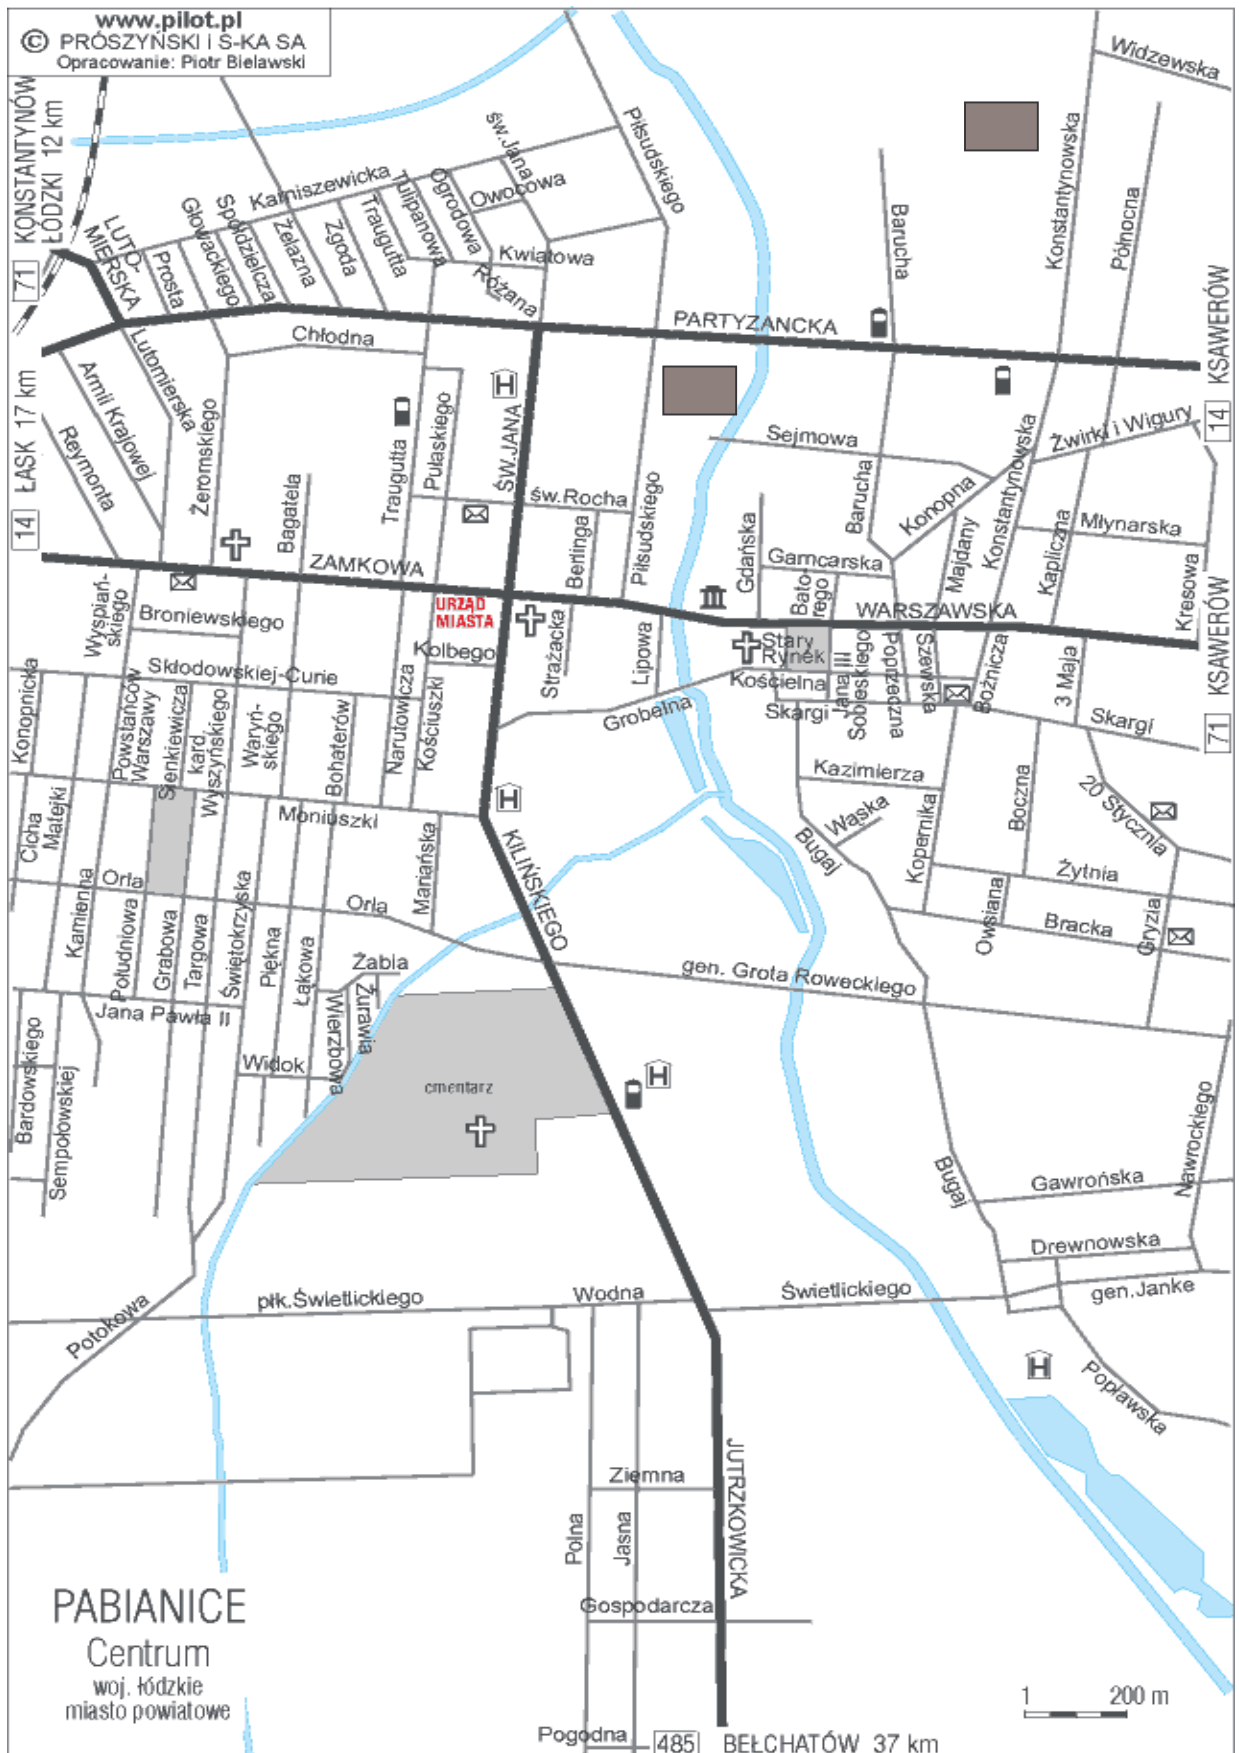 www.pilot.pl
© PRÓSZYŃSKI I S-KA SA
Opracowanie: Piotr Bielawski
71 KONSTANTYNÓW
ŁÓDZKI 12 km
14 ŁASK 17 km
Widzewska
Konstantynowska
Północna
Barucha
Piłsudskiego
św.Jana
Owocowa
Ogrodowa
Tulipanowa
Traugutta
Zgoda
Żelazna
Spółdzielcza
Głowackiego
Prosta
Karniszewicka
Kwiatowa
Różana
LUTO-
MIERSKA
Lutomierska
PARTYZANCKA
KSAWERÓW
14
Chłodna
Armii Krajowej
Reymonta
Żeromskiego
Bagatela
Traugutta
Pułaskiego
ŚW.JANA
św.Rocha
Berlinga
Piłsudskiego
Sejmowa
Barucha
Konopna
Konstantynowska
Żwirki i Wigury
Młynarska
Kapliczna
Majdany
Kresowa
Gdańska
Garncarska
Bato-
rego
WARSZAWSKA
KSAWERÓW
71
ZAMKOWA
URZĄD
MIASTA
Wyspiań-
skiego
Broniewskiego
Kolbego
Strażacka
Lipowa
Stary
Rynek
Kościelna
Skargi
Jana III
Sobieskiego
Poprzeczna
Szewska
Bożnicza
3 Maja
Skargi
Skłodowskiej-Curie
Konopnicka
Powstańców
Warszawy
Sienkiewicza
kard.
Wyszyńskiego
Waryń-
skiego
Bohaterów
Narutowicza
Kościuszki
Grobelna
Kazimierza
Wąska
Bugaj
Kopernika
Boczna
20 Stycznia
Żytnia
Cicha
Matejki
Moniuszki
Mariańska
KILIŃSKIEGO
Orla
Orla
Owsiana
Bracka
Gryzla
Kamienna
Południowa
Grabowa
Targowa
Świętokrzyska
Piękna
Łąkowa
Żabia
Żurawia
Wierzbowa
gen. Grota Roweckiego
Jana Pawła II
Widok
Bardowskiego
Sempołowskiej
cmentarz
Bugaj
Gawrońska
Nawrockiego
Drewnowska
gen.Janke
Popławska
Potokowa
płk.Świetlickiego
Wodna
Świetlickiego
Ziemna
Polna
Jasna
JUTRZKOWICKA
Gospodarcza
Pogodna
485 BEŁCHATÓW 37 km
PABIANICE
Centrum
woj. łódzkie
miasto powiatowe
1 200 m